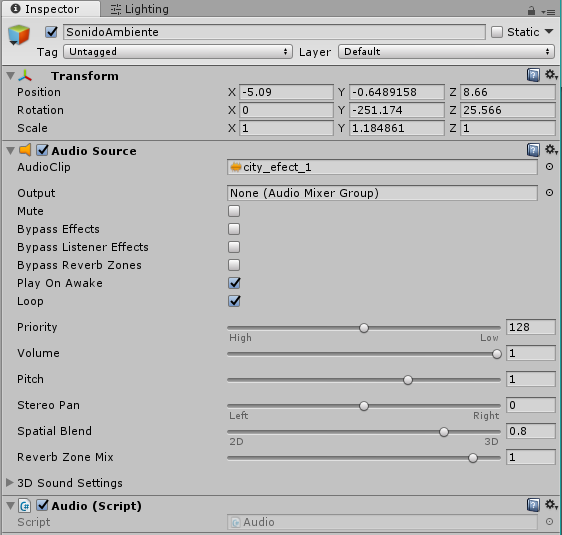 Inspector Lighting
SonidoAmbiente Static
Tag Untagged Layer Default
Transform
Position X -5.09 Y -0.6489158 Z 8.66
Rotation X 0 Y -251.174 Z 25.566
Scale X 1 Y 1.184861 Z 1
Audio Source
AudioClip city_efect_1
Output None (Audio Mixer Group)
Mute
Bypass Effects
Bypass Listener Effects
Bypass Reverb Zones
Play On Awake
Loop
Priority 128
High Low
Volume 1
Pitch 1
Stereo Pan 0
Left Right
Spatial Blend 0.8
2D 3D
Reverb Zone Mix 1
3D Sound Settings
C# Audio (Script)
Script Audio